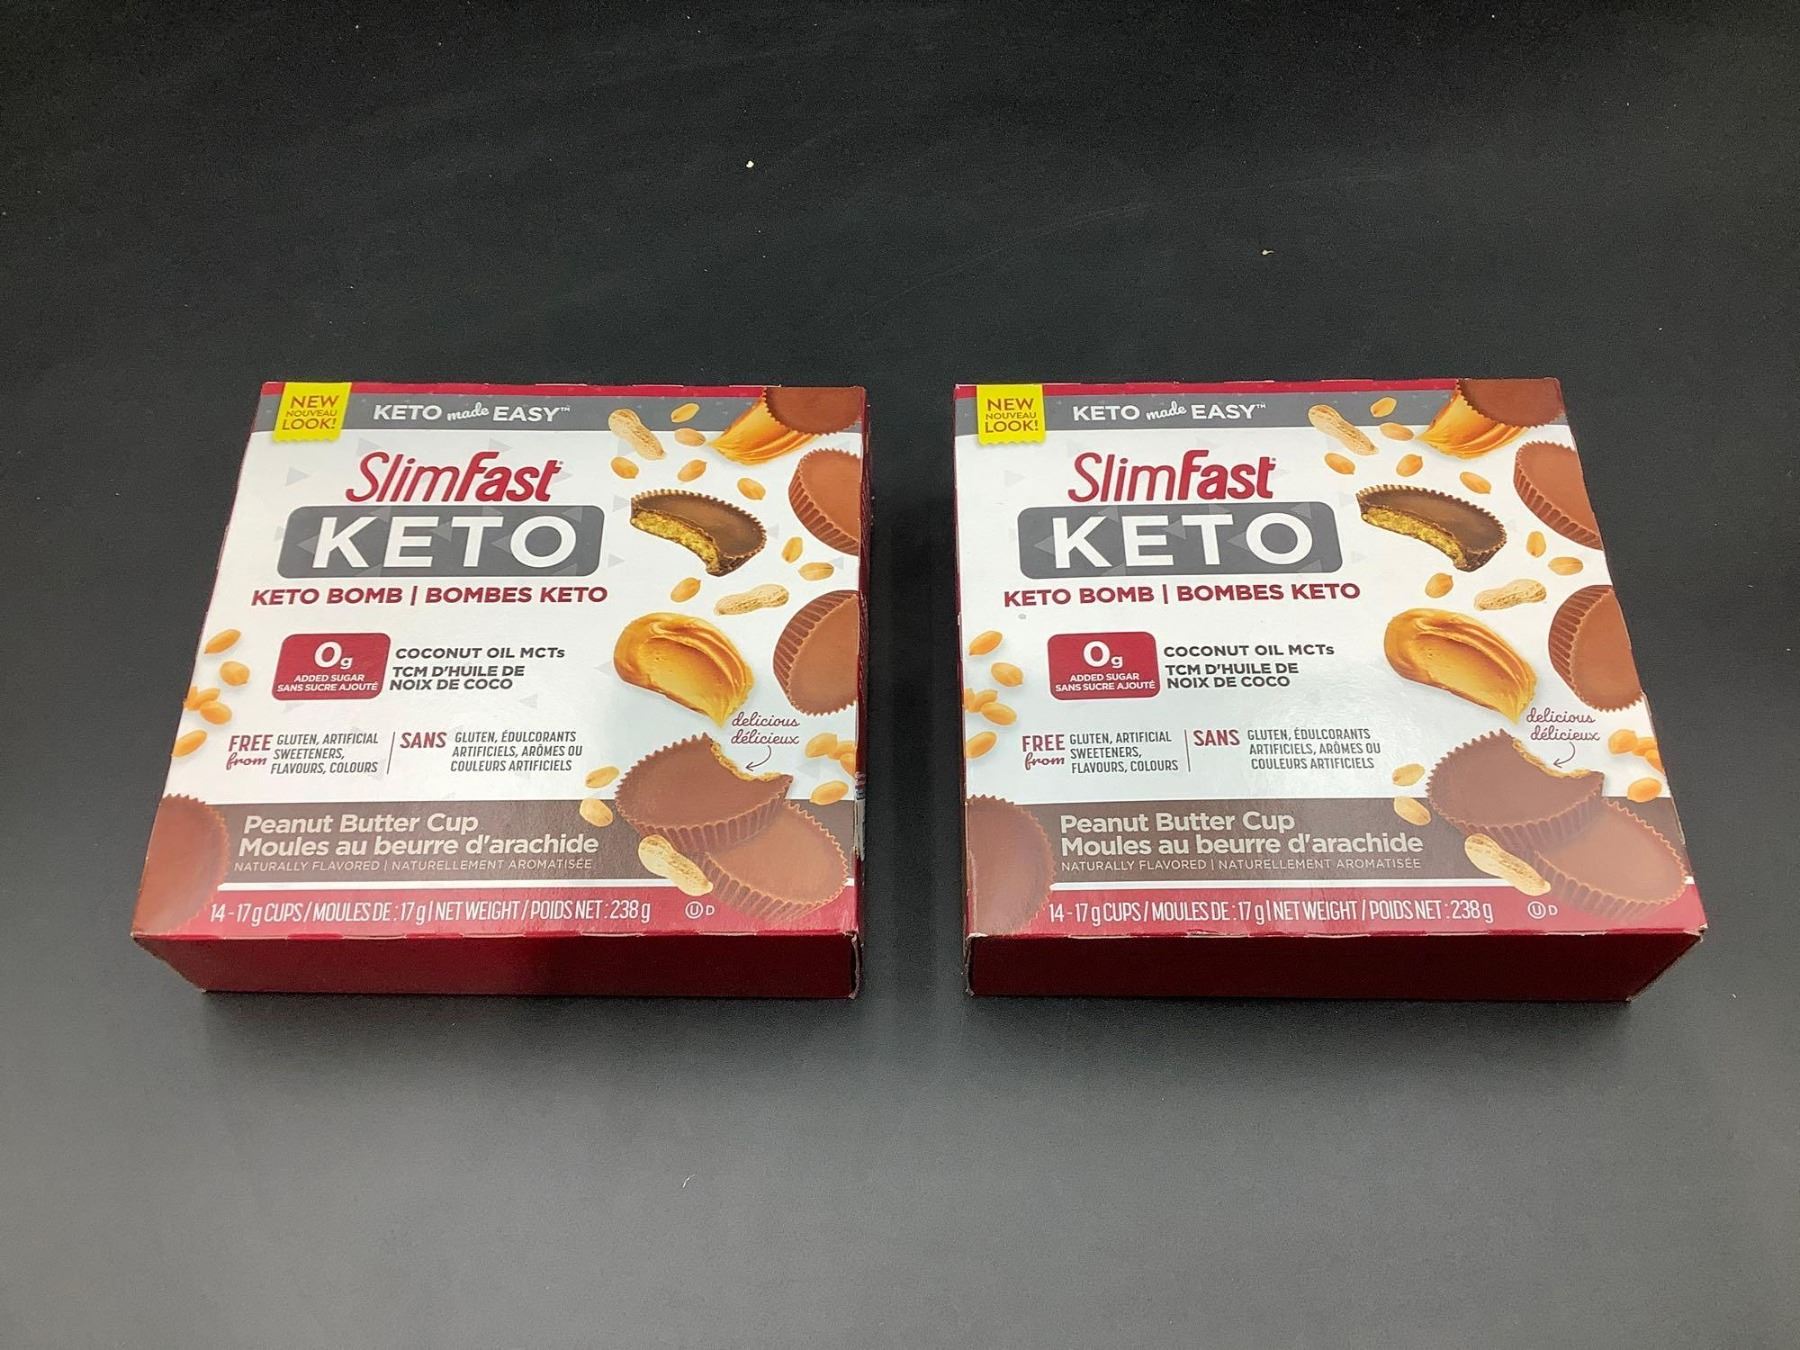 NEW
NOUVEAU
LOOK!
KETO made EASY™
SlimFast®
KETO
KETO BOMB | BOMBES KETO
0g
ADDED SUGAR
SANS SUCRE AJOUTÉ
COCONUT OIL MCTs
TCM D'HUILE DE
NOIX DE COCO
delicious
délicieux
FREE from
GLUTEN, ARTIFICIAL
SWEETENERS,
FLAVOURS, COLOURS
SANS
GLUTEN, ÉDULCORANTS
ARTIFICIELS, ARÔMES OU
COULEURS ARTIFICIELS
Peanut Butter Cup
Moules au beurre d'arachide
NATURALLY FLAVORED | NATURELLEMENT AROMATISÉE
14 - 17 g CUPS / MOULES DE : 17 g | NET WEIGHT / POIDS NET : 238 g
U D
NEW
NOUVEAU
LOOK!
KETO made EASY™
SlimFast®
KETO
KETO BOMB | BOMBES KETO
0g
ADDED SUGAR
SANS SUCRE AJOUTÉ
COCONUT OIL MCTs
TCM D'HUILE DE
NOIX DE COCO
delicious
délicieux
FREE from
GLUTEN, ARTIFICIAL
SWEETENERS,
FLAVOURS, COLOURS
SANS
GLUTEN, ÉDULCORANTS
ARTIFICIELS, ARÔMES OU
COULEURS ARTIFICIELS
Peanut Butter Cup
Moules au beurre d'arachide
NATURALLY FLAVORED | NATURELLEMENT AROMATISÉE
14 - 17 g CUPS / MOULES DE : 17 g | NET WEIGHT / POIDS NET : 238 g
U D